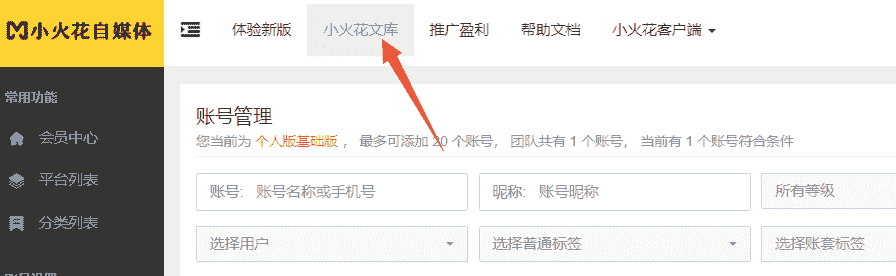 小火花自媒体
体验新版 小火花文库 推广盈利 帮助文档 小火花客户端
常用功能
会员中心
平台列表
分类列表
账号管理
您当前为 个人版基础版 ， 最多可添加 20 个账号， 团队共有 1 个账号， 当前有 1 个账号符合条件
账号: 账号名称或手机号 昵称: 账号昵称 所有等级
选择用户 选择普通标签 选择账套标签